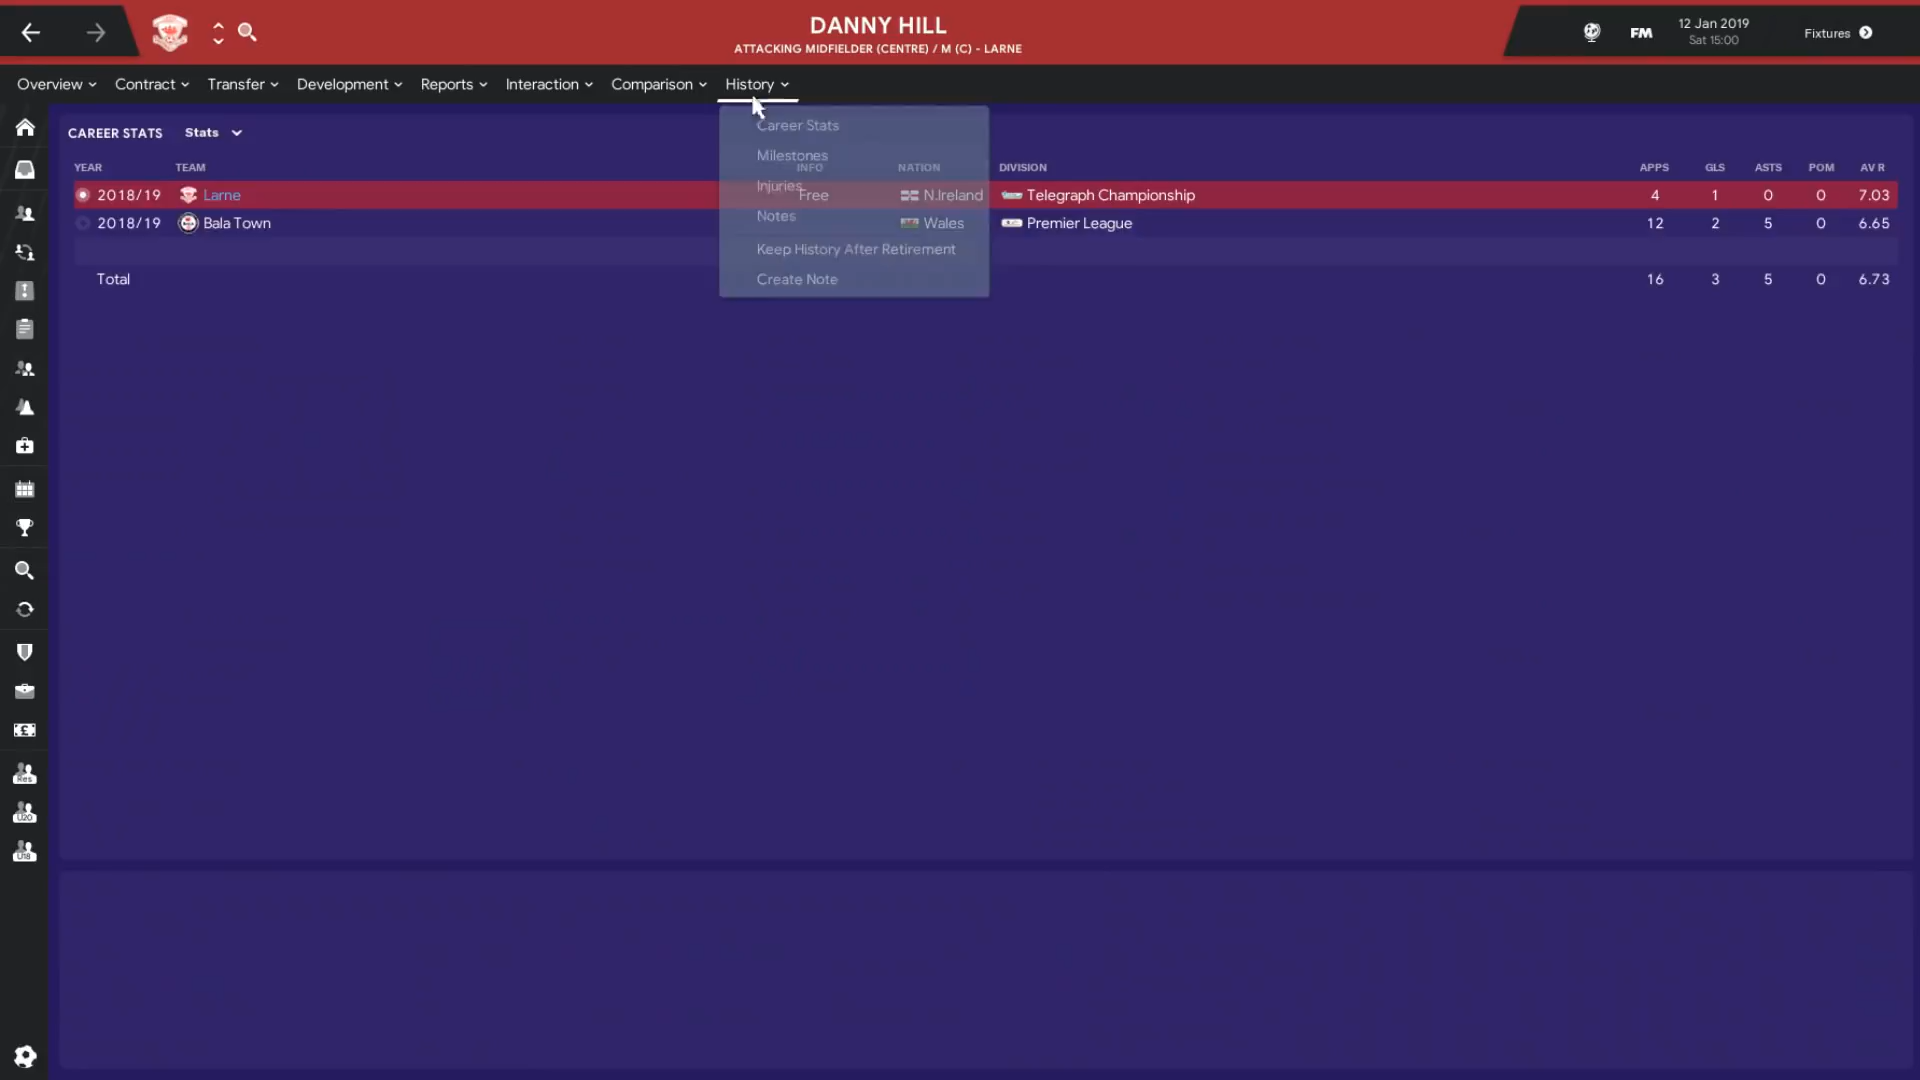 DANNY HILL
ATTACKING MIDFIELDER (CENTRE) / M (C) - LARNE
FM
12 Jan 2019
Sat 15:00
Fixtures
Overview Contract Transfer Development Reports Interaction Comparison History
CAREER STATS Stats
Career Stats
Milestones
Injuries
Notes
Keep History After Retirement
Create Note
YEAR TEAM INFO NATION DIVISION APPS GLS ASTS POM AV R
2018/19 Larne Free N.Ireland Telegraph Championship 4 1 0 0 7.03
2018/19 Bala Town Wales Premier League 12 2 5 0 6.65
Total 16 3 5 0 6.73
Res
U20
U18